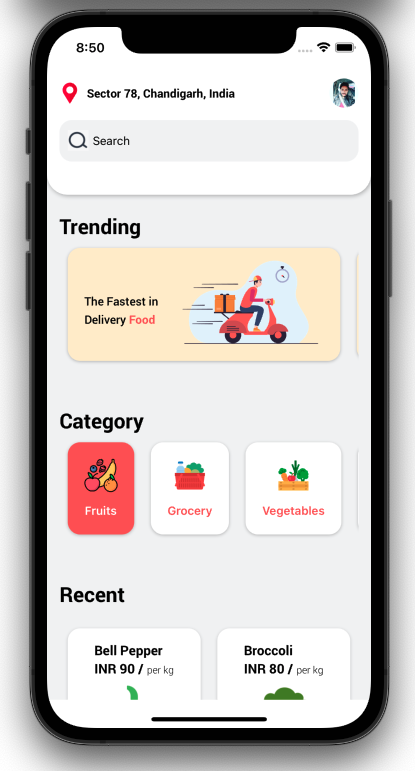 8:50
Sector 78, Chandigarh, India
Search
Trending
The Fastest in
Delivery Food
Category
Fruits
Grocery
Vegetables
Recent
Bell Pepper
INR 90 / per kg
Broccoli
INR 80 / per kg